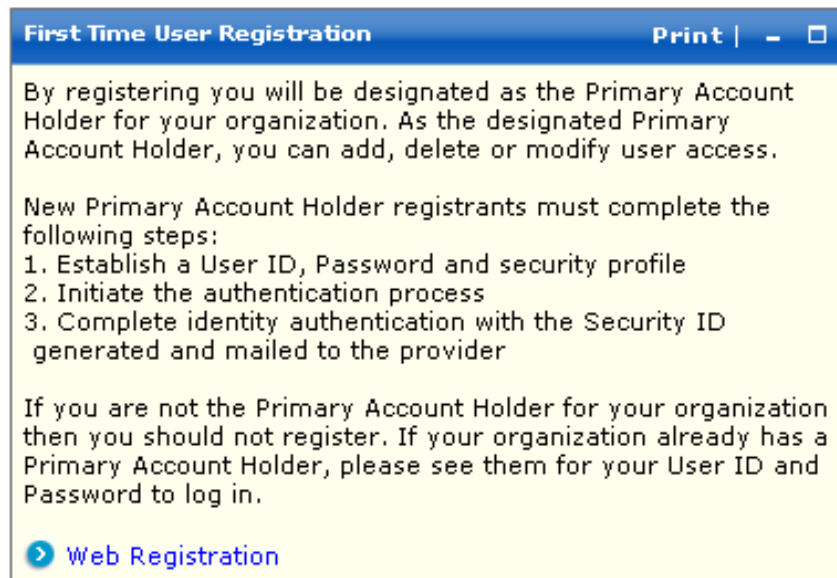 First Time User Registration Print |
By registering you will be designated as the Primary Account
Holder for your organization. As the designated Primary
Account Holder, you can add, delete or modify user access.
New Primary Account Holder registrants must complete the
following steps:
1. Establish a User ID, Password and security profile
2. Initiate the authentication process
3. Complete identity authentication with the Security ID
generated and mailed to the provider
If you are not the Primary Account Holder for your organization
then you should not register. If your organization already has a
Primary Account Holder, please see them for your User ID and
Password to log in.
Web Registration